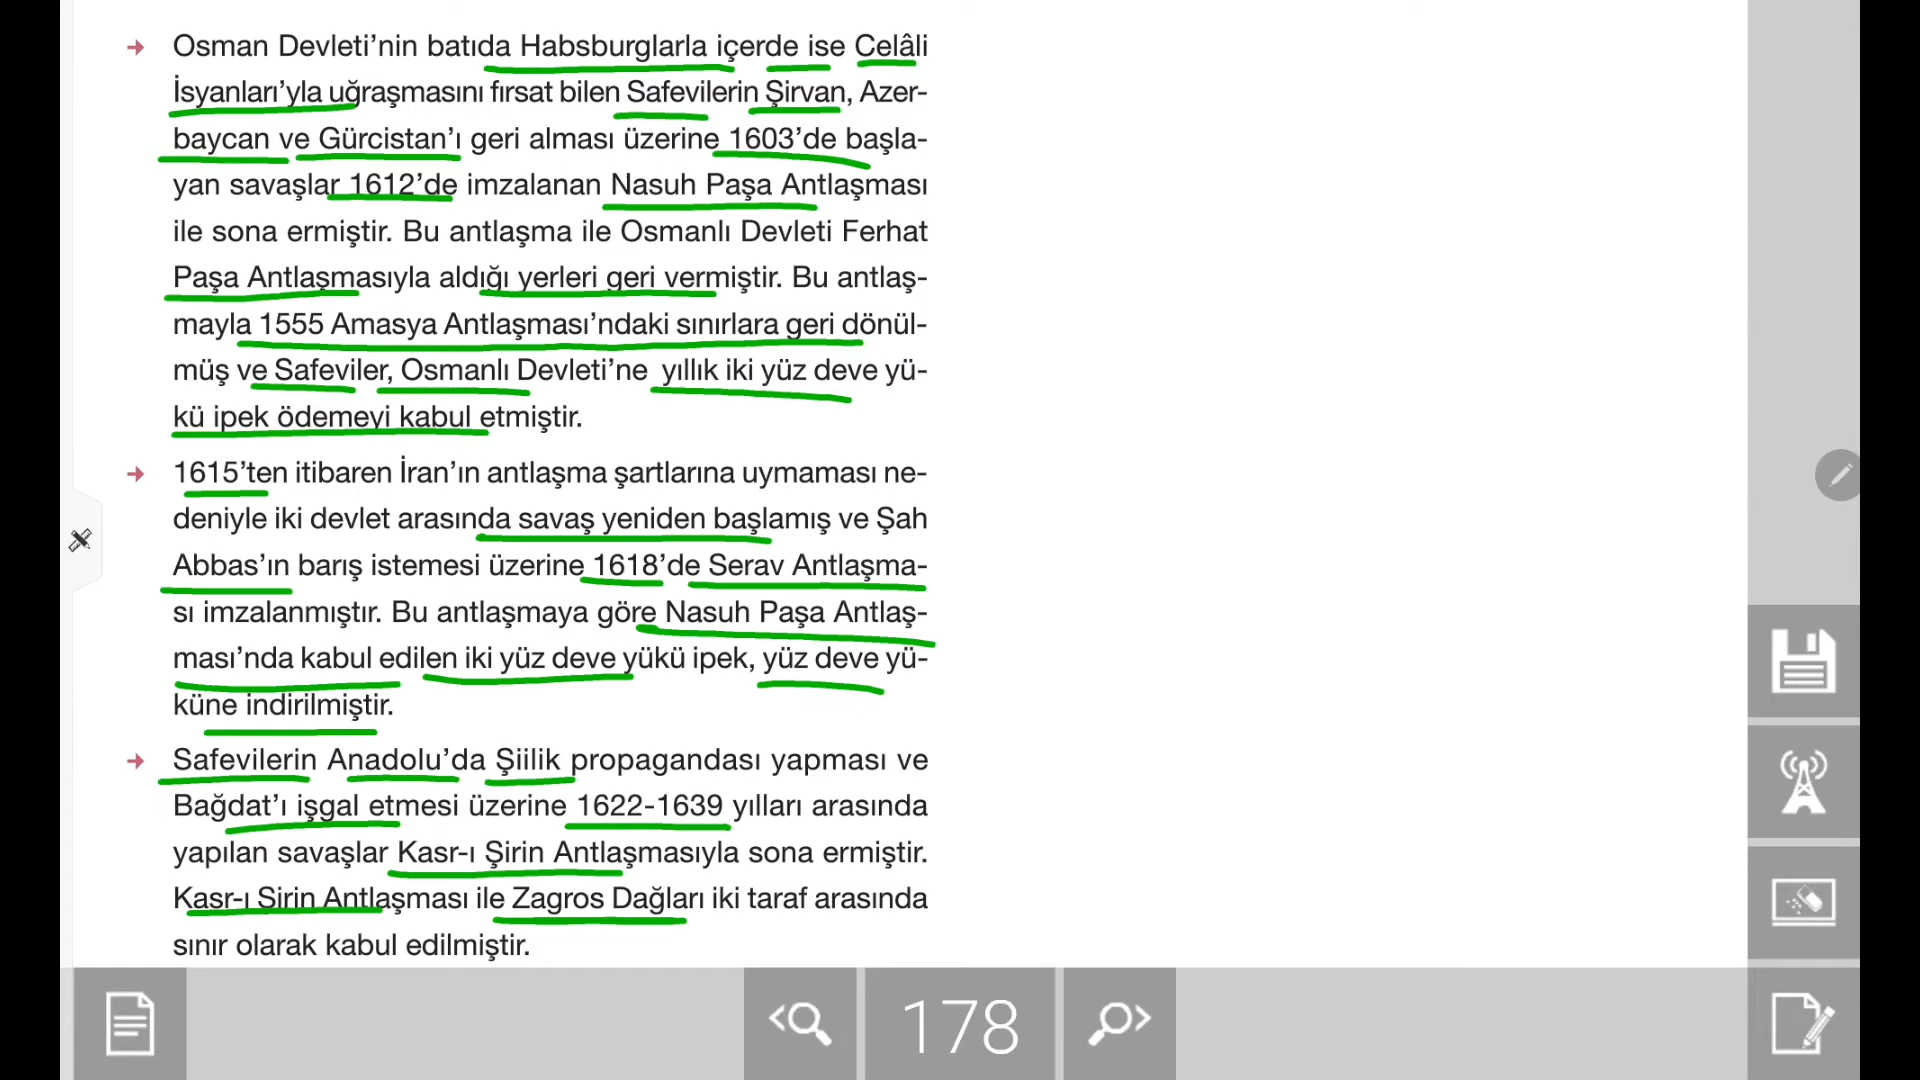 Osman Devleti’nin batıda Habsburglarla içerde ise Celâli
İsyanları’yla uğraşmasını fırsat bilen Safevilerin Şirvan, Azer-
baycan ve Gürcistan’ı geri alması üzerine 1603’de başla-
yan savaşlar 1612’de imzalanan Nasuh Paşa Antlaşması
ile sona ermiştir. Bu antlaşma ile Osmanlı Devleti Ferhat
Paşa Antlaşmasıyla aldığı yerleri geri vermiştir. Bu antlaş-
mayla 1555 Amasya Antlaşması’ndaki sınırlara geri dönül-
müş ve Safeviler, Osmanlı Devleti’ne yıllık iki yüz deve yü-
kü ipek ödemeyi kabul etmiştir.
1615’ten itibaren İran’ın antlaşma şartlarına uymaması ne-
deniyle iki devlet arasında savaş yeniden başlamış ve Şah
Abbas’ın barış istemesi üzerine 1618’de Serav Antlaşma-
sı imzalanmıştır. Bu antlaşmaya göre Nasuh Paşa Antlaş-
ması’nda kabul edilen iki yüz deve yükü ipek, yüz deve yü-
küne indirilmiştir.
Safevilerin Anadolu’da Şiilik propagandası yapması ve
Bağdat’ı işgal etmesi üzerine 1622-1639 yılları arasında
yapılan savaşlar Kasr-ı Şirin Antlaşmasıyla sona ermiştir.
Kasr-ı Şirin Antlaşması ile Zagros Dağları iki taraf arasında
sınır olarak kabul edilmiştir.
178